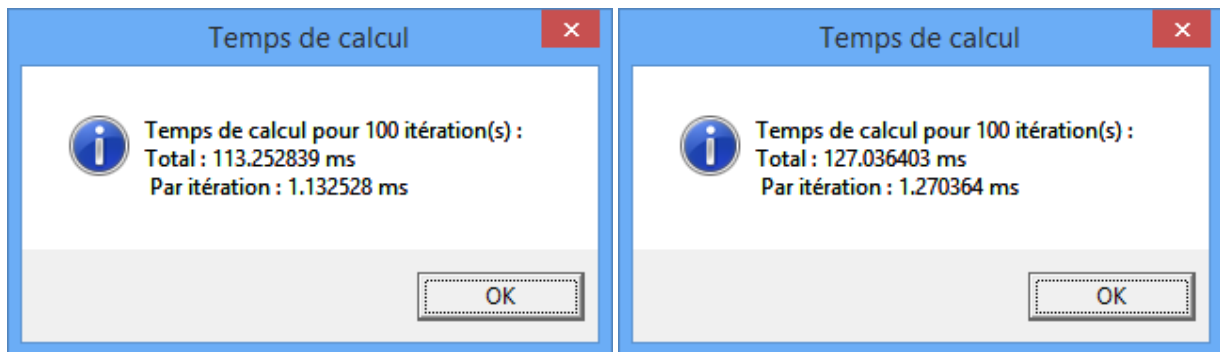 Temps de calcul
Temps de calcul pour 100 itération(s) :
Total : 113.252839 ms
Par itération : 1.132528 ms
OK
Temps de calcul
Temps de calcul pour 100 itération(s) :
Total : 127.036403 ms
Par itération : 1.270364 ms
OK